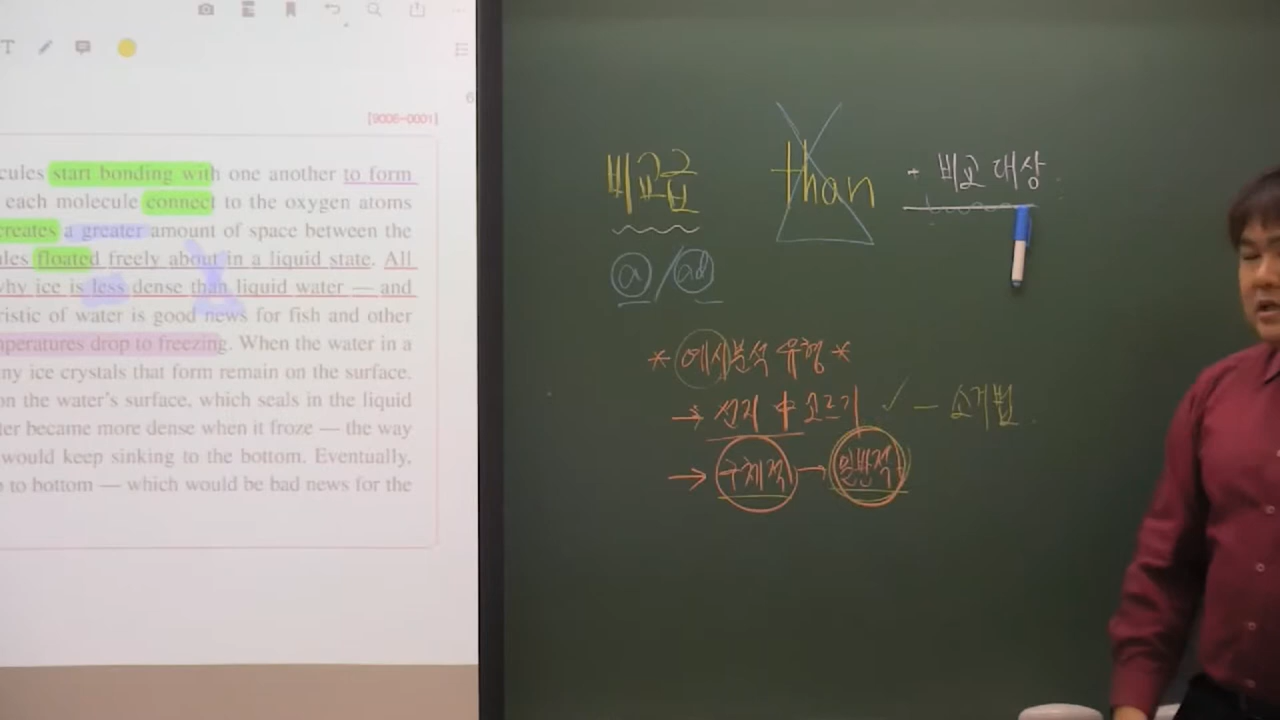 T
6
[9006-0001]
cules start bonding with one another to form
each molecule connect to the oxygen atoms
creates a greater amount of space between the
les floated freely about in a liquid state. All
why ice is less dense than liquid water — and
ristic of water is good news for fish and other
peratures drop to freezing. When the water in a
ny ice crystals that form remain on the surface.
on the water's surface, which seals in the liquid
ter became more dense when it froze — the way
would keep sinking to the bottom. Eventually,
to bottom — which would be bad news for the
비교급 than + 비교 대상
a / ad
* 예시분석 유형 *
→ 선지 中 고르기 ✓ — 소거법
→ 구체적 → 일반적